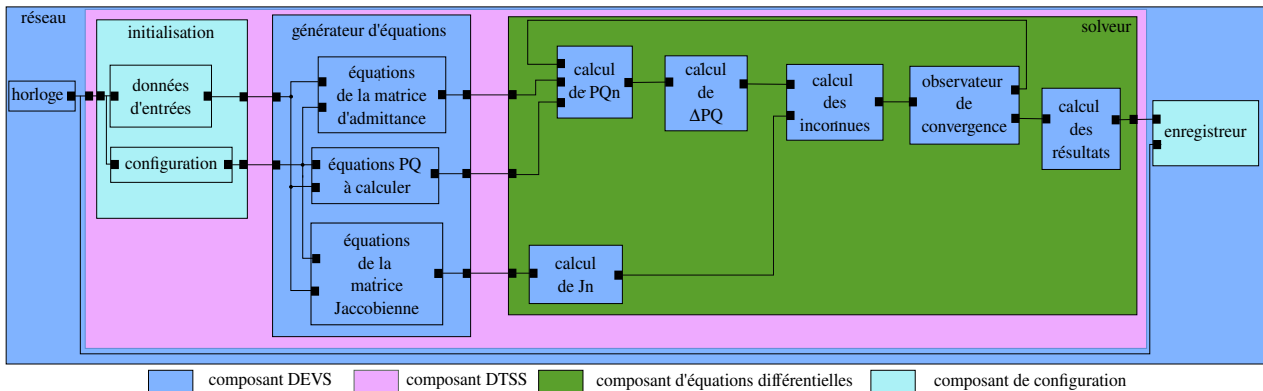 réseau
initialisation
générateur d'équations
solveur
horloge
données
d'entrées
configuration
équations
de la matrice
d'admittance
équations PQ
à calculer
équations
de la
matrice
Jaccobienne
calcul
de PQn
calcul
de
ΔPQ
calcul
des
inconnues
observateur
de
convergence
calcul
des
résultats
enregistreur
calcul
de Jn
composant DEVS
composant DTSS
composant d'équations différentielles
composant de configuration